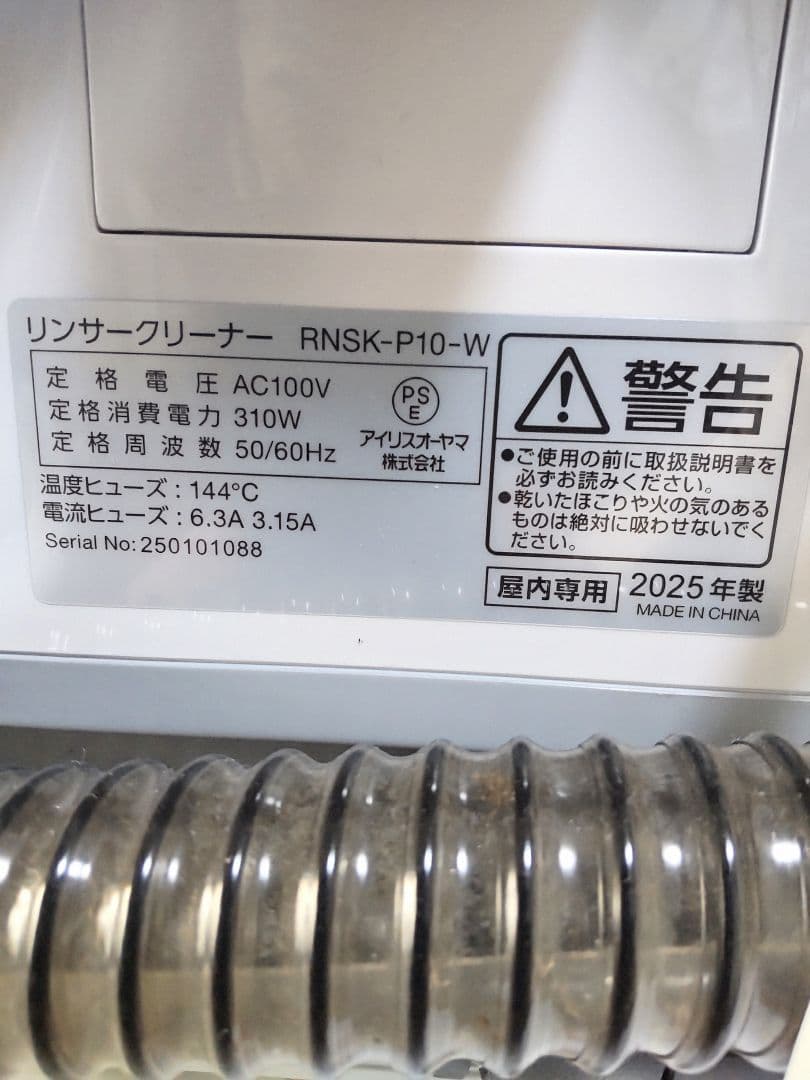 リンサークリーナー RNSK-P10-W
定格電圧 AC100V
定格消費電力 310W
定格周波数 50/60Hz
PS
E
アイリスオーヤマ
株式会社
温度ヒューズ : 144°C
電流ヒューズ : 6.3A 3.15A
Serial No: 250101088
警告
●ご使用の前に取扱説明書を
必ずお読みください。
●乾いたほこりや火の気のある
ものは絶対に吸わせないでく
ださい。
屋内専用 2025年製
MADE IN CHINA